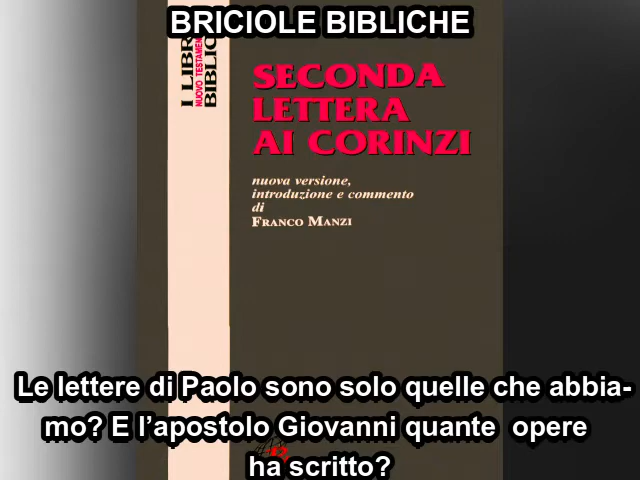 BRICIOLE BIBLICHE
I LIBRI
BIBLICI
NUOVO TESTAMEN
SECONDA
LETTERA
AI CORINZI
nuova versione,
introduzione e commento
di
FRANCO MANZI
Le lettere di Paolo sono solo quelle che abbia-
mo? E l’apostolo Giovanni quante opere
ha scritto?